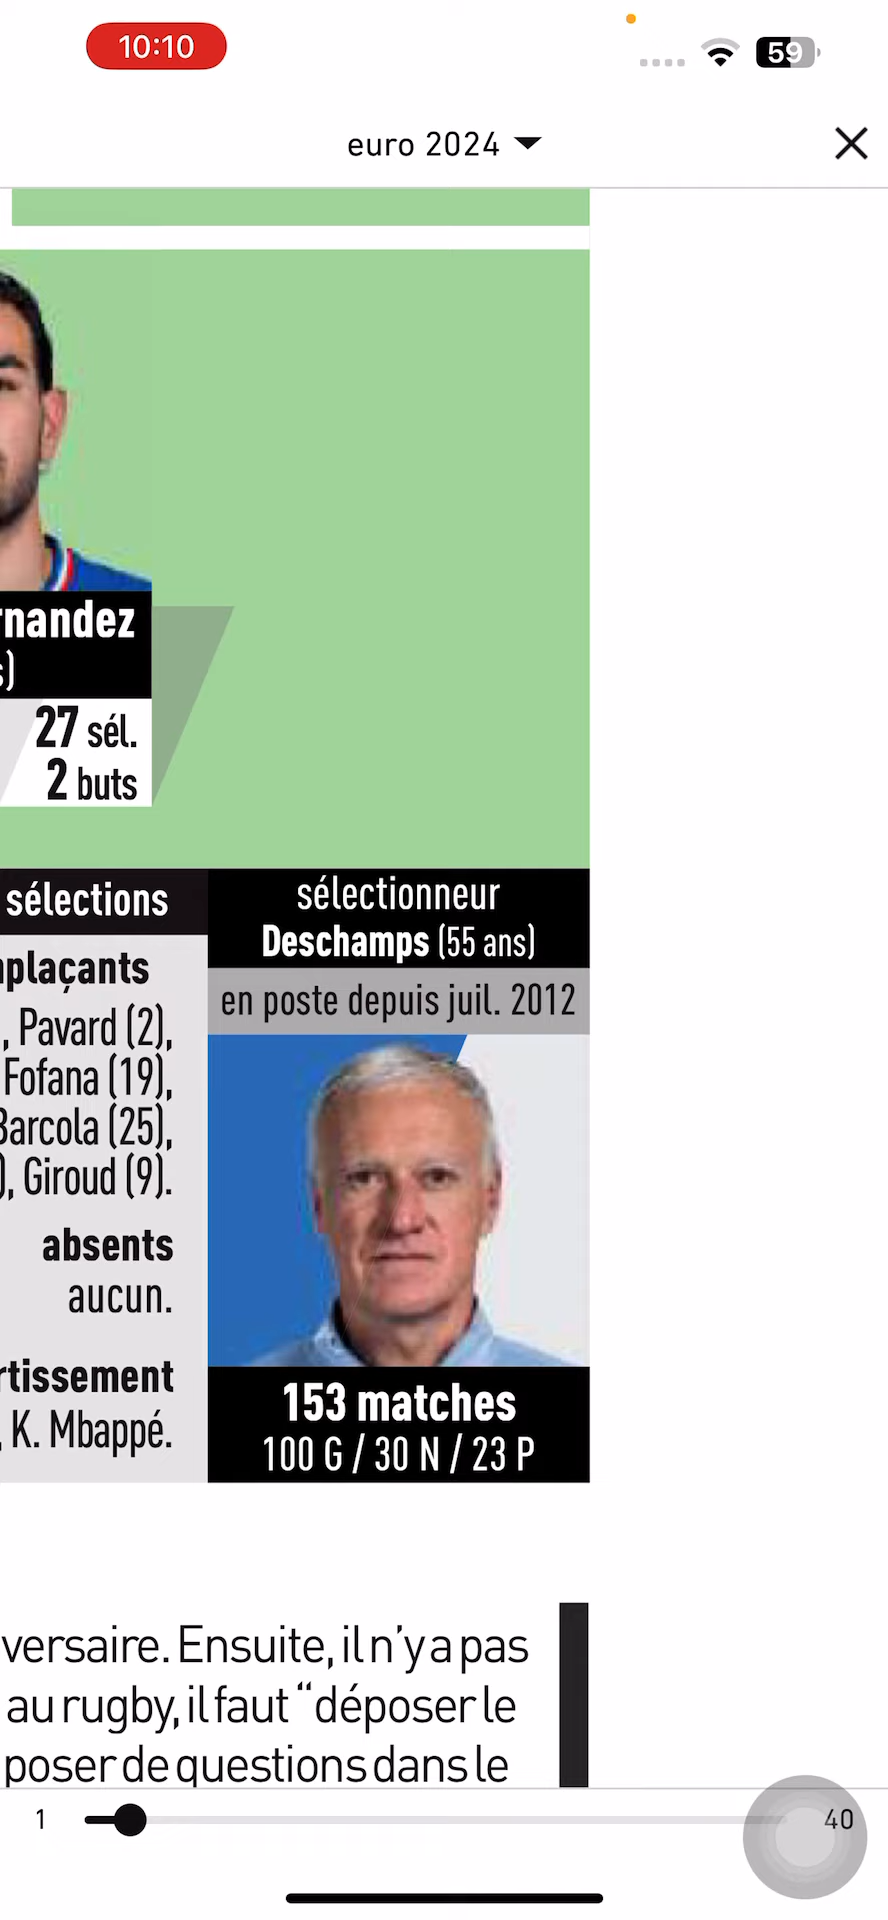 10:10
59
euro 2024
rnandez
s)
27 sél.
2 buts
sélections
mplaçants
, Pavard (2),
Fofana (19),
Barcola (25),
), Giroud (9).
absents
aucun.
rtissement
, K. Mbappé.
sélectionneur
Deschamps (55 ans)
en poste depuis juil. 2012
153 matches
100 G / 30 N / 23 P
versaire. Ensuite, il n'y a pas
au rugby, il faut “déposer le
poser de questions dans le
1
40